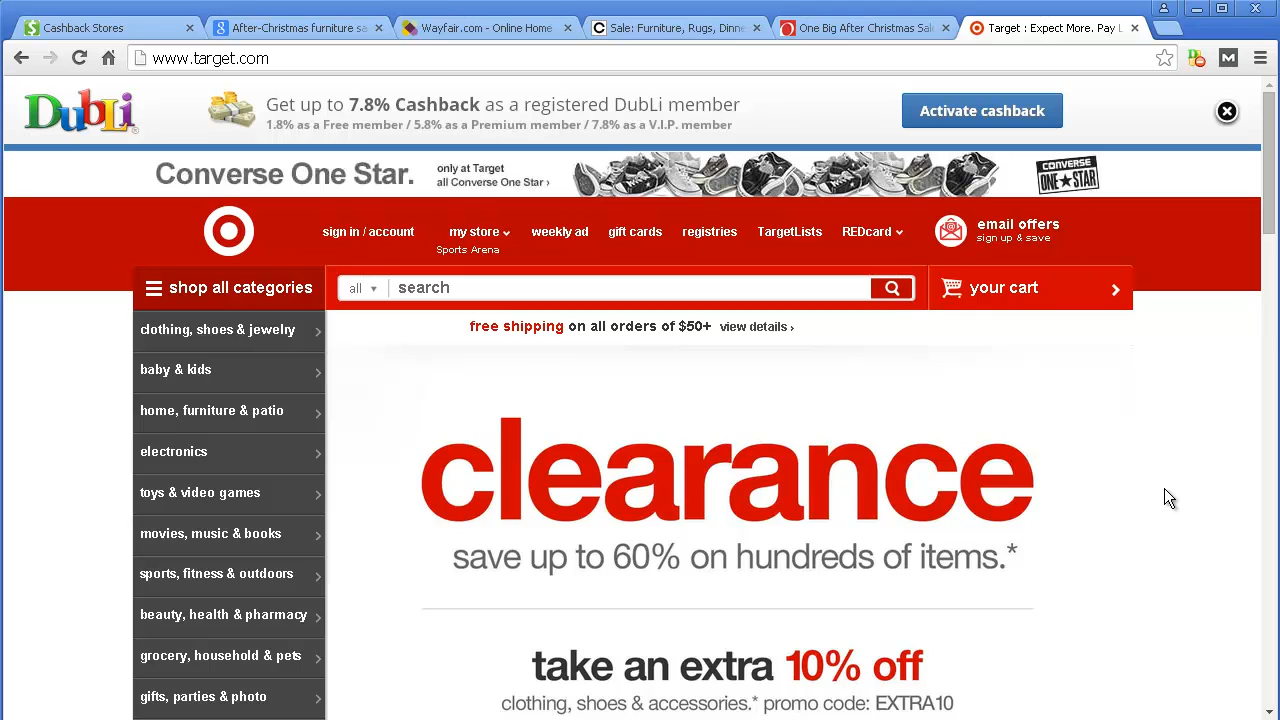 Cashback Stores
After-Christmas furniture sa
Wayfair.com - Online Home
Sale: Furniture, Rugs, Dinne
One Big After Christmas Sal
Target : Expect More. Pay L
www.target.com
DubLi
Get up to 7.8% Cashback as a registered DubLi member
1.8% as a Free member / 5.8% as a Premium member / 7.8% as a V.I.P. member
Activate cashback
Converse One Star.
only at Target
all Converse One Star ›
CONVERSE
ONE★STAR
sign in / account
my store
Sports Arena
weekly ad
gift cards
registries
TargetLists
REDcard
email offers
sign up & save
shop all categories
all
search
your cart
free shipping on all orders of $50+ view details ›
clothing, shoes & jewelry
baby & kids
home, furniture & patio
electronics
toys & video games
movies, music & books
sports, fitness & outdoors
beauty, health & pharmacy
grocery, household & pets
gifts, parties & photo
clearance
save up to 60% on hundreds of items.*
take an extra 10% off
clothing, shoes & accessories.* promo code: EXTRA10